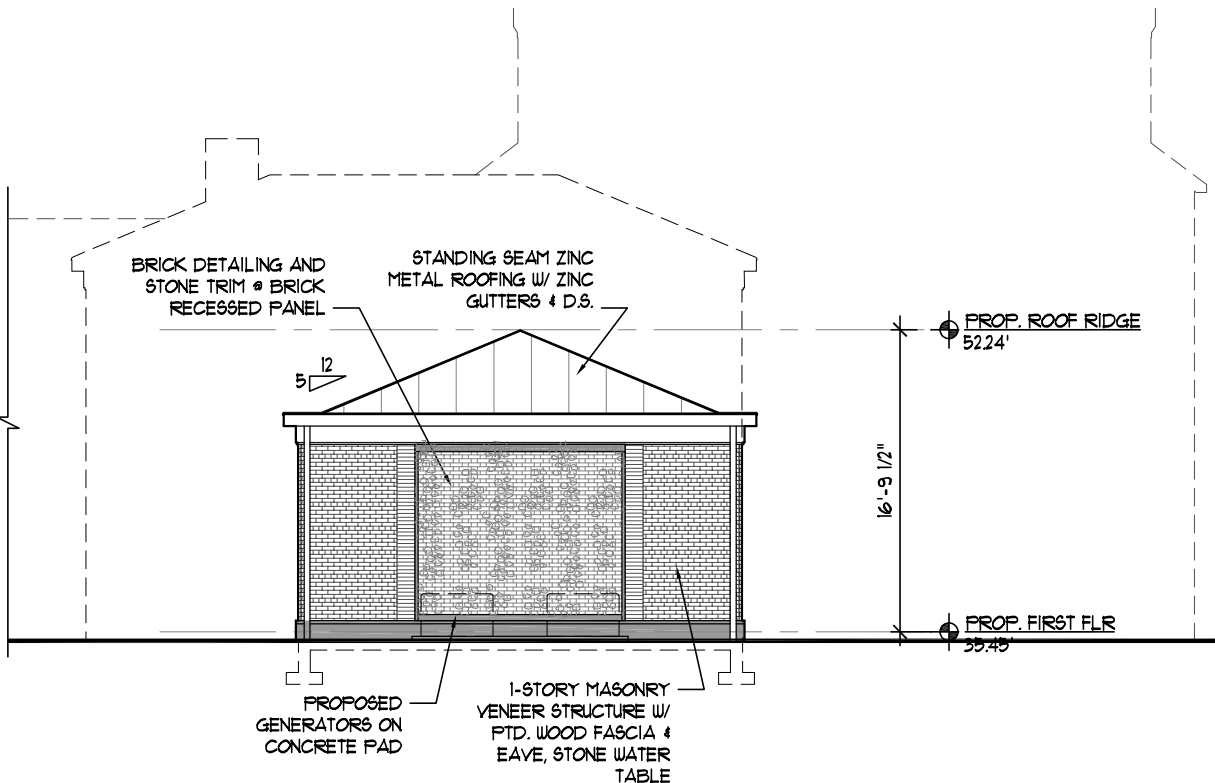 BRICK DETAILING AND
STONE TRIM @ BRICK
RECESSED PANEL
STANDING SEAM ZINC
METAL ROOFING W/ ZINC
GUTTERS & D.S.
PROP. ROOF RIDGE
52.24'
12
5
16'-9 1/2"
PROP. FIRST FLR
35.45'
PROPOSED
GENERATORS ON
CONCRETE PAD
1-STORY MASONRY
VENEER STRUCTURE W/
PTD. WOOD FASCIA &
EAVE, STONE WATER
TABLE